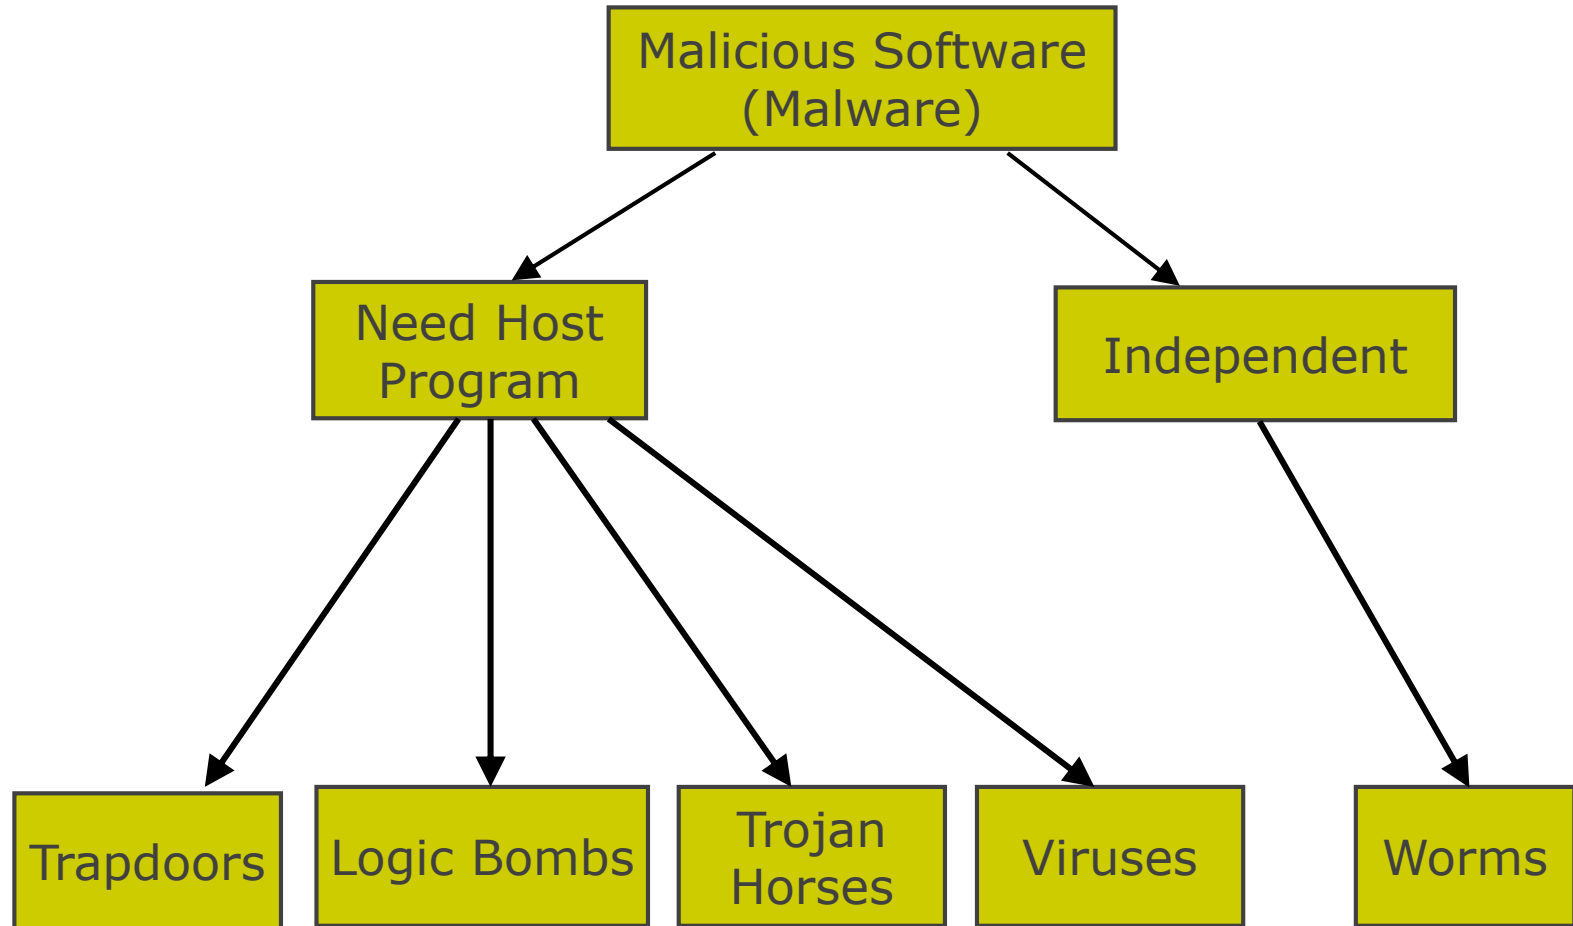 Malicious Software
(Malware)
Need Host
Program
Independent
Trapdoors
Logic Bombs
Trojan
Horses
Viruses
Worms